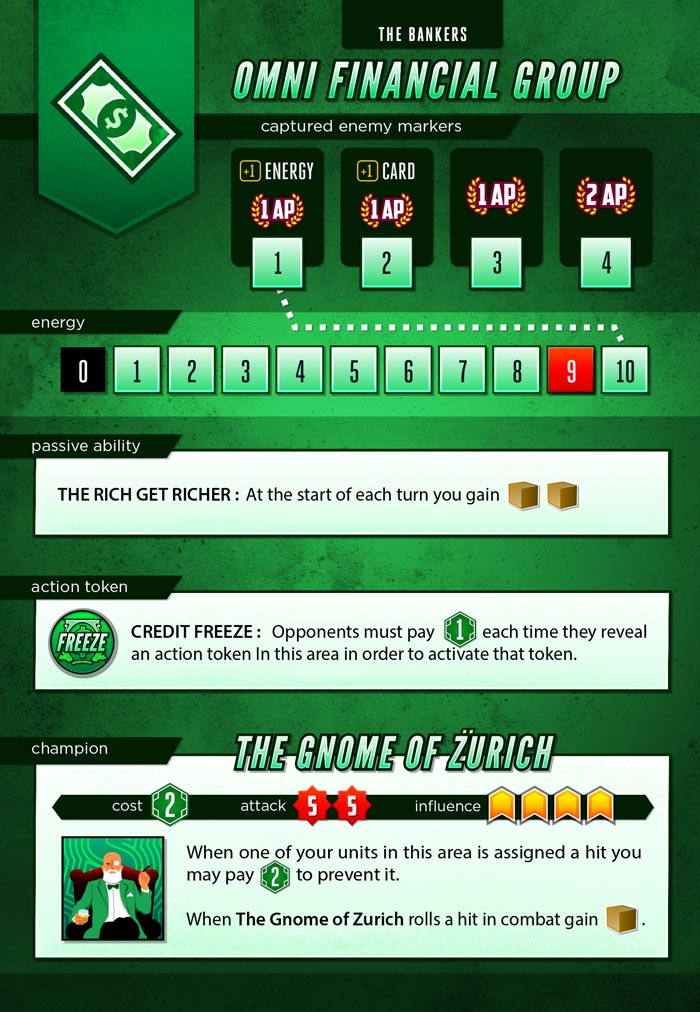 THE BANKERS
OMNI FINANCIAL GROUP
captured enemy markers
+1 ENERGY
+1 CARD
1 AP
1 AP
1 AP
2 AP
1
2
3
4
energy
0 1 2 3 4 5 6 7 8 9 10
passive ability
THE RICH GET RICHER : At the start of each turn you gain
action token
FREEZE
CREDIT FREEZE : Opponents must pay 1 each time they reveal
an action token In this area in order to activate that token.
champion
THE GNOME OF Z̈URICH
cost 2 attack 5 5 influence
When one of your units in this area is assigned a hit you
may pay 2 to prevent it.
When The Gnome of Zurich rolls a hit in combat gain .